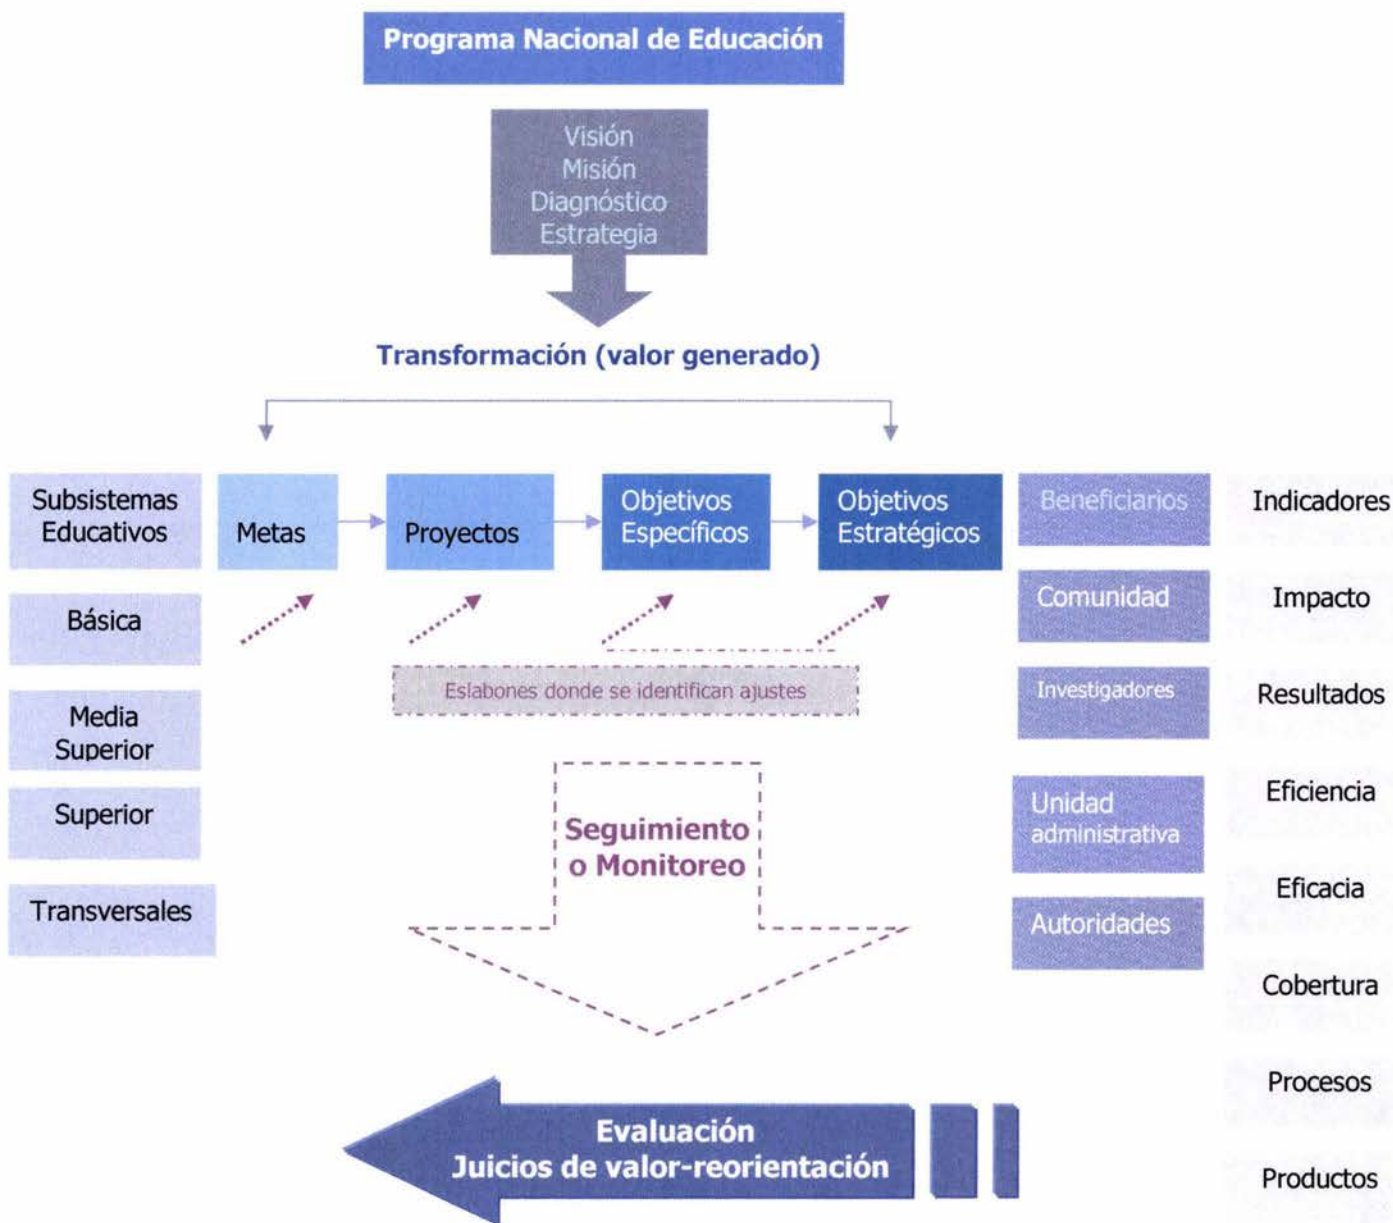 Programa Nacional de Educación
Visión
Misión
Diagnóstico
Estrategia
Transformación (valor generado)
Subsistemas
Educativos
Metas
Proyectos
Objetivos
Específicos
Objetivos
Estratégicos
Beneficiarios
Indicadores
Básica
Comunidad
Impacto
Eslabones donde se identifican ajustes
Media
Superior
Investigadores
Resultados
Superior
Seguimiento
o Monitoreo
Unidad
administrativa
Eficiencia
Transversales
Autoridades
Eficacia
Cobertura
Procesos
Evaluación
Juicios de valor-reorientación
Productos